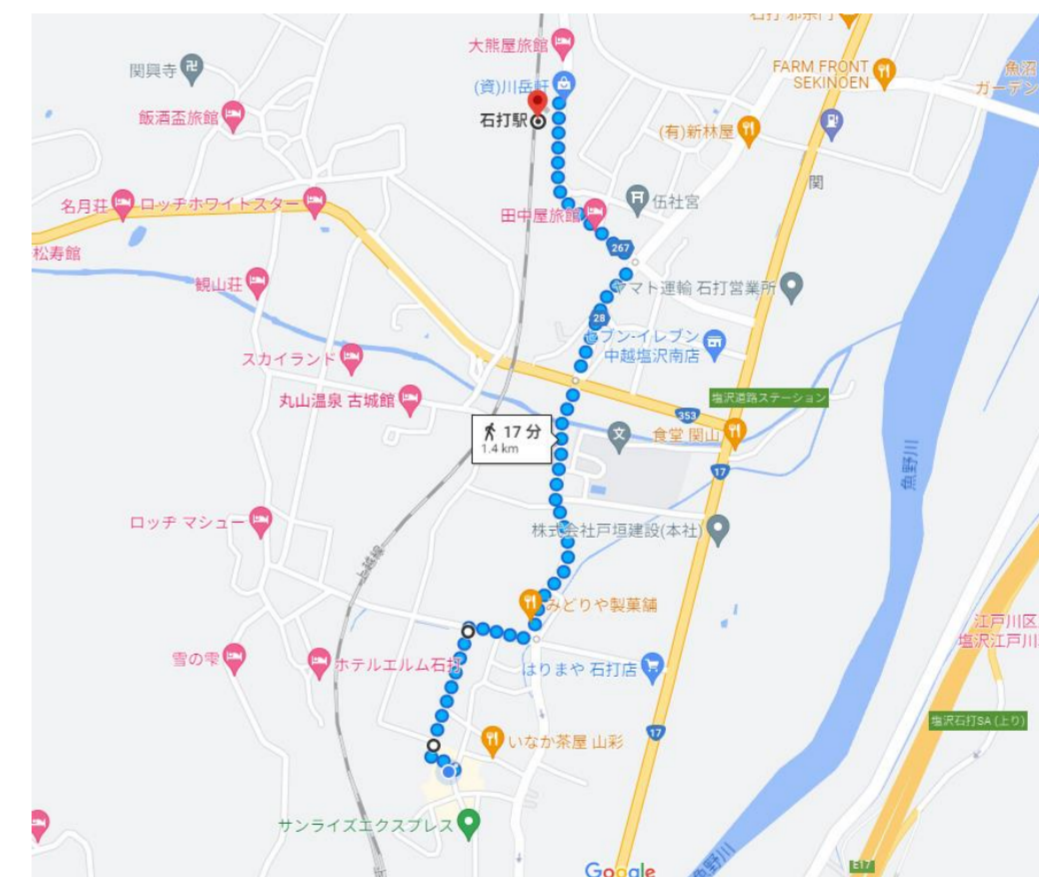 石打 邪宗門
大熊屋旅館
関興寺
FARM FRONT
SEKINOEN
魚沼
ガーデン
(資)川岳軒
飯酒盃旅館
石打駅
(有)新林屋
関
名月荘
ロッヂホワイトスター
伍社宮
田中屋旅館
松寿館
267
観山荘
ヤマト運輸 石打営業所
28
ブン-イレブン
中越塩沢南店
スカイランド
丸山温泉 古城館
塩沢道路ステーション
353
17 分
1.4 km
文
食堂 関山
17
魚野川
ロッヂ マシュー
株式会社戸垣建設(本社)
上越線
みどりや製菓舗
江戸川区
塩沢江戸川
雪の雫
ホテルエルム石打
はりまや 石打店
塩沢石打SA (上り)
17
いなか茶屋 山彩
サンライズエクスプレス
Google
魚野川
E17